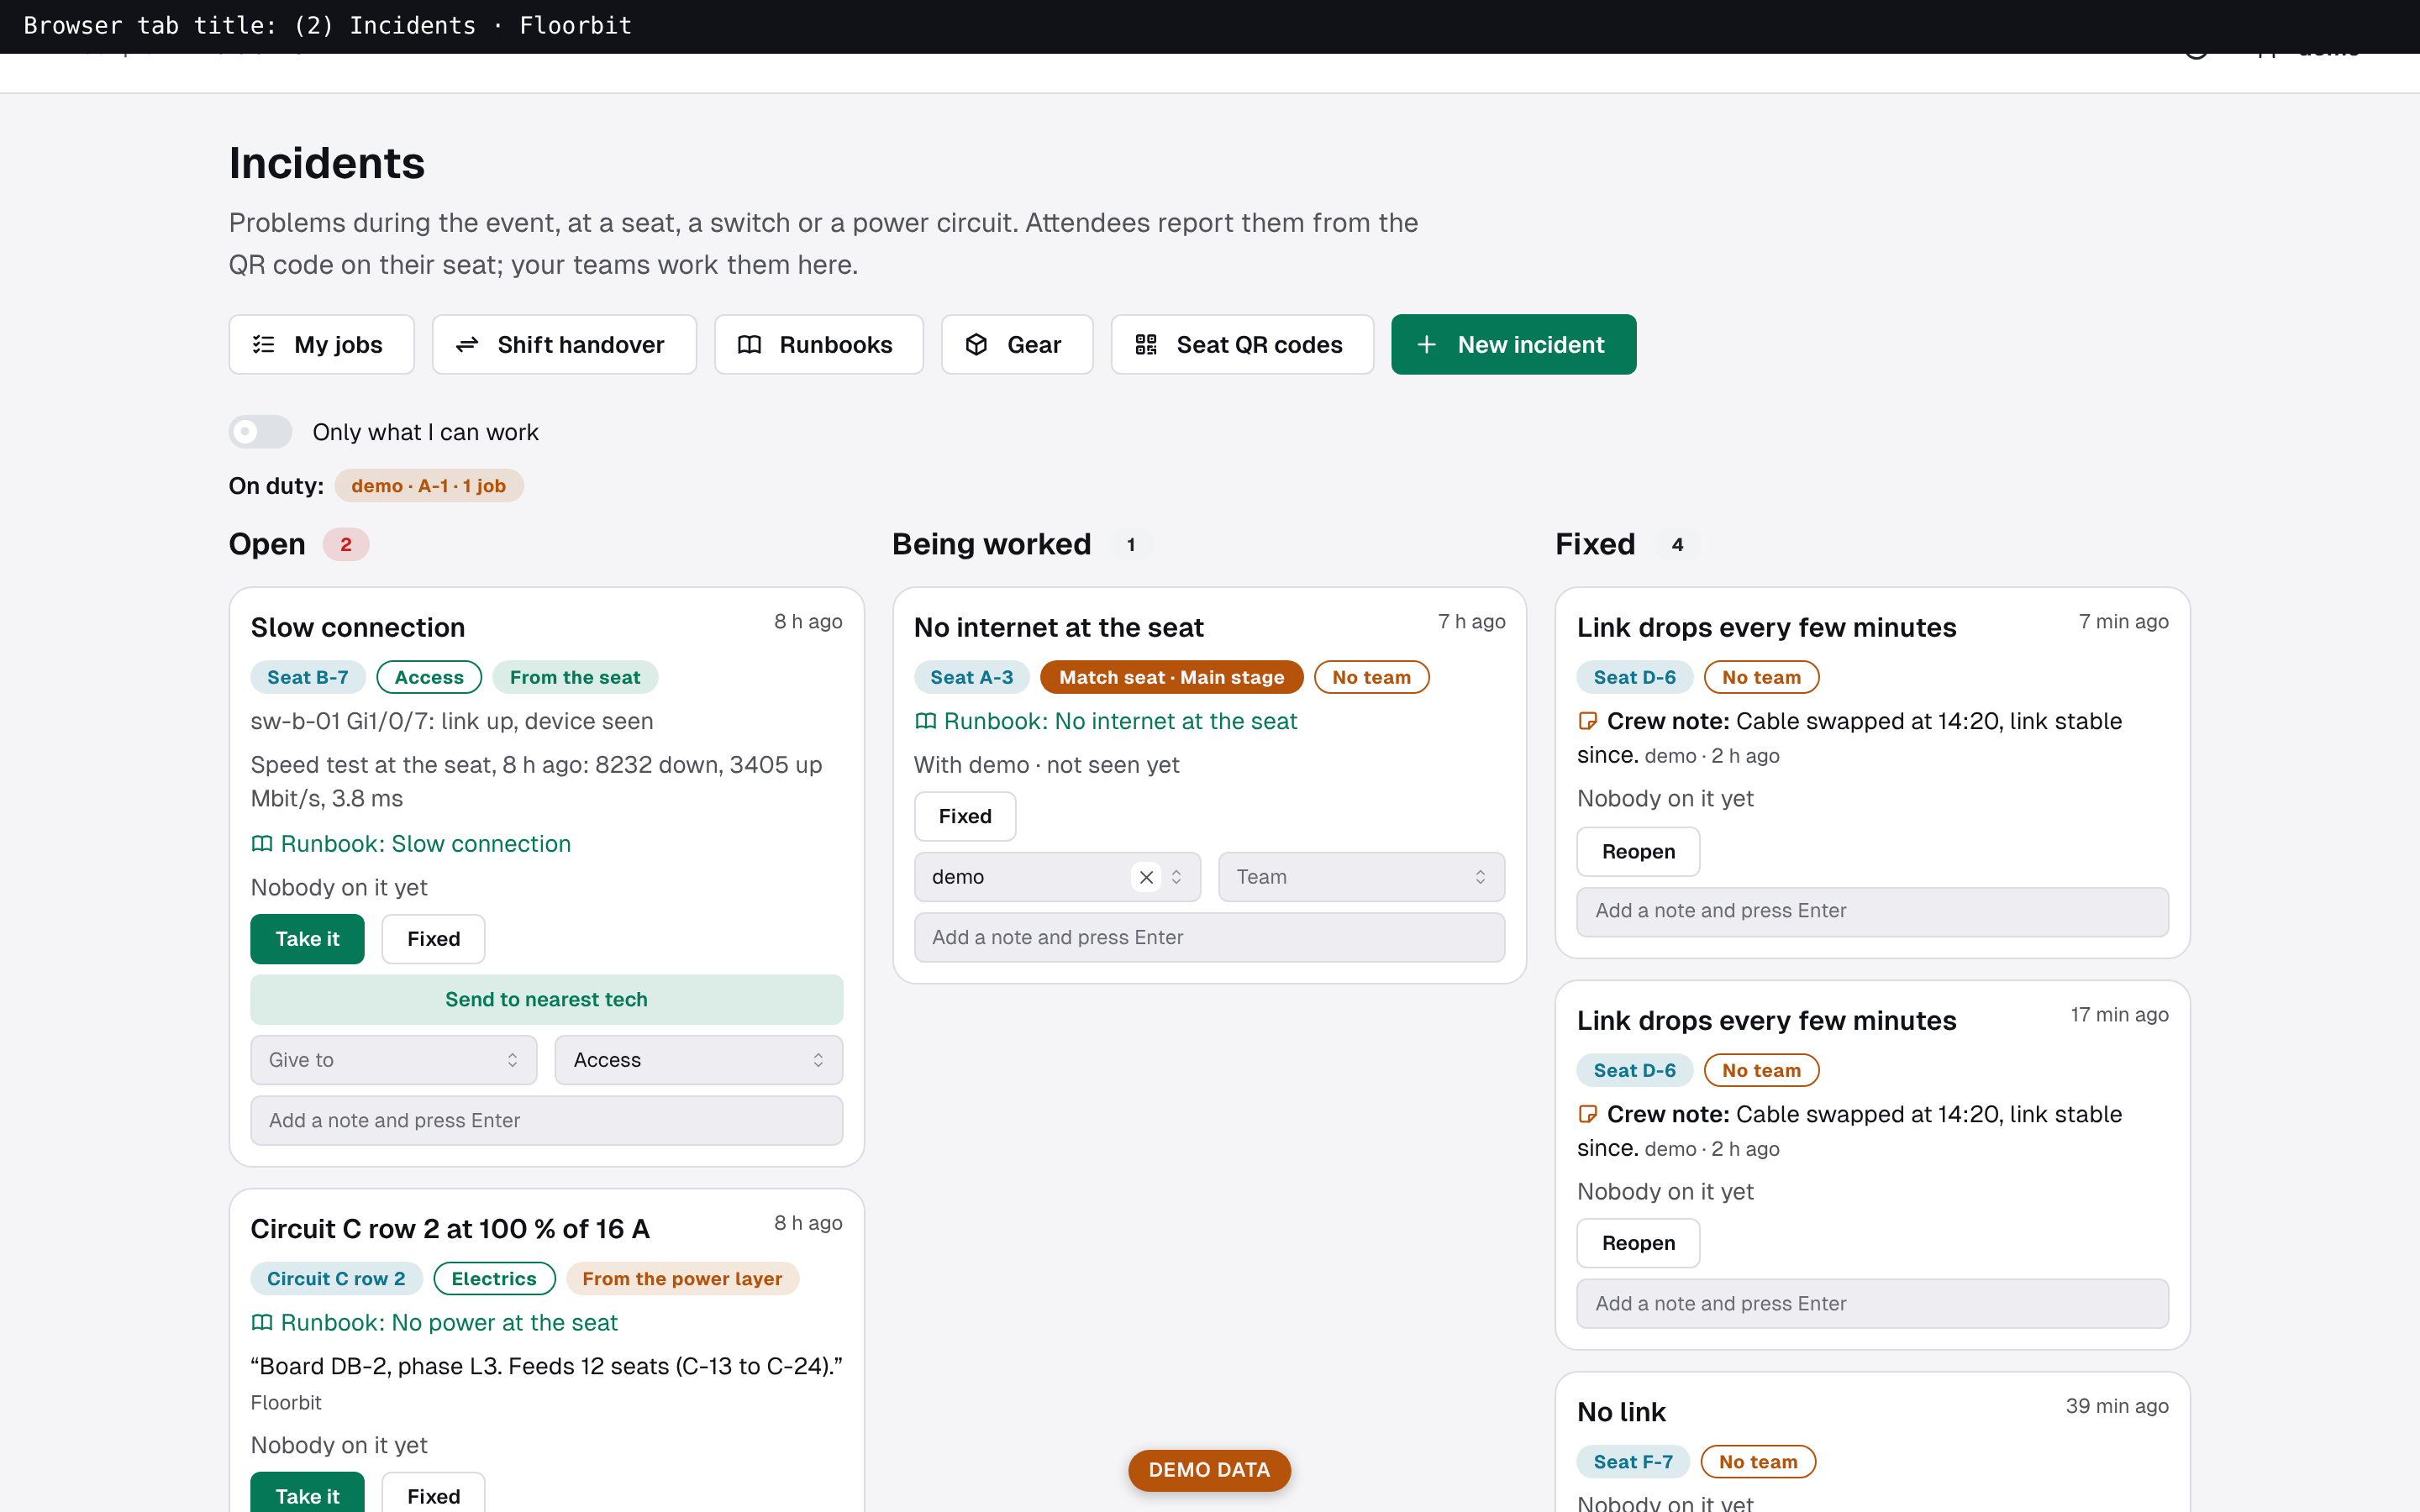 Browser tab title: (2) Incidents · Floorbit
Incidents
Problems during the event, at a seat, a switch or a power circuit. Attendees report them from the
QR code on their seat; your teams work them here.
My jobs
Shift handover
Runbooks
Gear
Seat QR codes
New incident
Only what I can work
On duty: demo · A-1 · 1 job
Open 2
Slow connection 8 h ago
Seat B-7 Access From the seat
sw-b-01 Gi1/0/7: link up, device seen
Speed test at the seat, 8 h ago: 8232 down, 3405 up
Mbit/s, 3.8 ms
Runbook: Slow connection
Nobody on it yet
Take it Fixed
Send to nearest tech
Give to Access
Add a note and press Enter
Circuit C row 2 at 100 % of 16 A 8 h ago
Circuit C row 2 Electrics From the power layer
Runbook: No power at the seat
“Board DB-2, phase L3. Feeds 12 seats (C-13 to C-24).”
Floorbit
Nobody on it yet
Take it Fixed
Being worked 1
No internet at the seat 7 h ago
Seat A-3 Match seat · Main stage No team
Runbook: No internet at the seat
With demo · not seen yet
Fixed
demo Team
Add a note and press Enter
Fixed 4
Link drops every few minutes 7 min ago
Seat D-6 No team
Crew note: Cable swapped at 14:20, link stable
since. demo · 2 h ago
Nobody on it yet
Reopen
Add a note and press Enter
Link drops every few minutes 17 min ago
Seat D-6 No team
Crew note: Cable swapped at 14:20, link stable
since. demo · 2 h ago
Nobody on it yet
Reopen
Add a note and press Enter
No link 39 min ago
Seat F-7 No team
Nobody on it yet
DEMO DATA